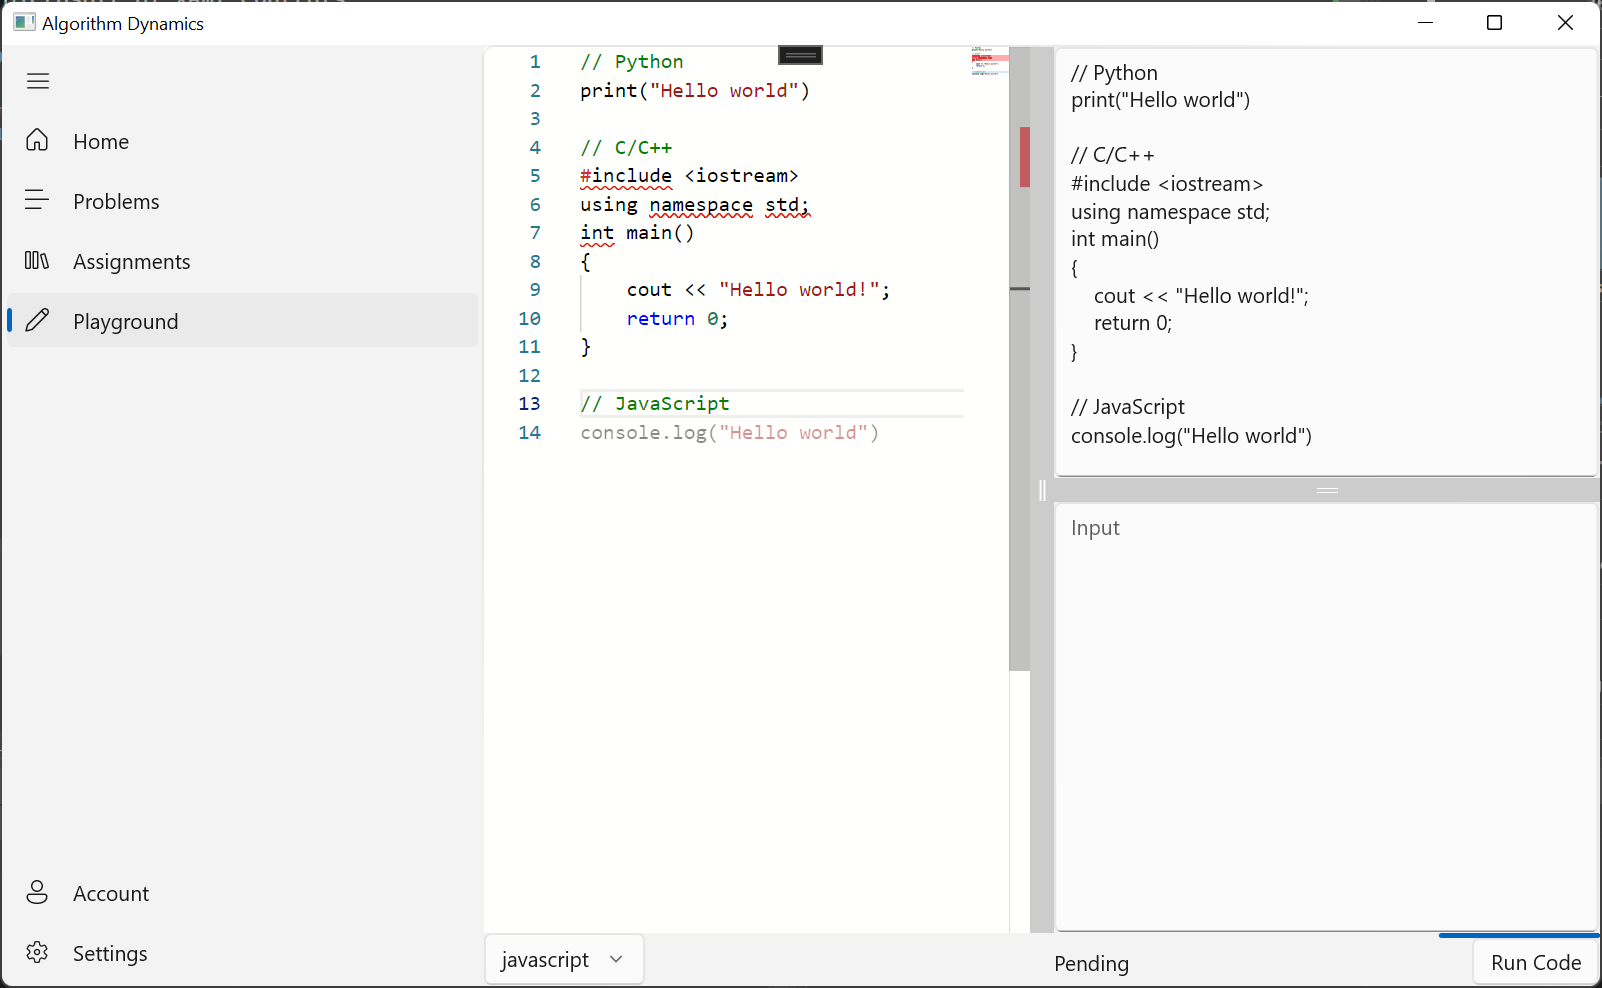 Algorithm Dynamics
Home
Problems
Assignments
Playground
Account
Settings
1 // Python
2 print("Hello world")
3
4 // C/C++
5 #include <iostream>
6 using namespace std;
7 int main()
8 {
9     cout << "Hello world!";
10     return 0;
11 }
12
13 // JavaScript
14 console.log("Hello world")
javascript
// Python
print("Hello world")
// C/C++
#include <iostream>
using namespace std;
int main()
{
    cout << "Hello world!";
    return 0;
}
// JavaScript
console.log("Hello world")
Input
Pending
Run Code